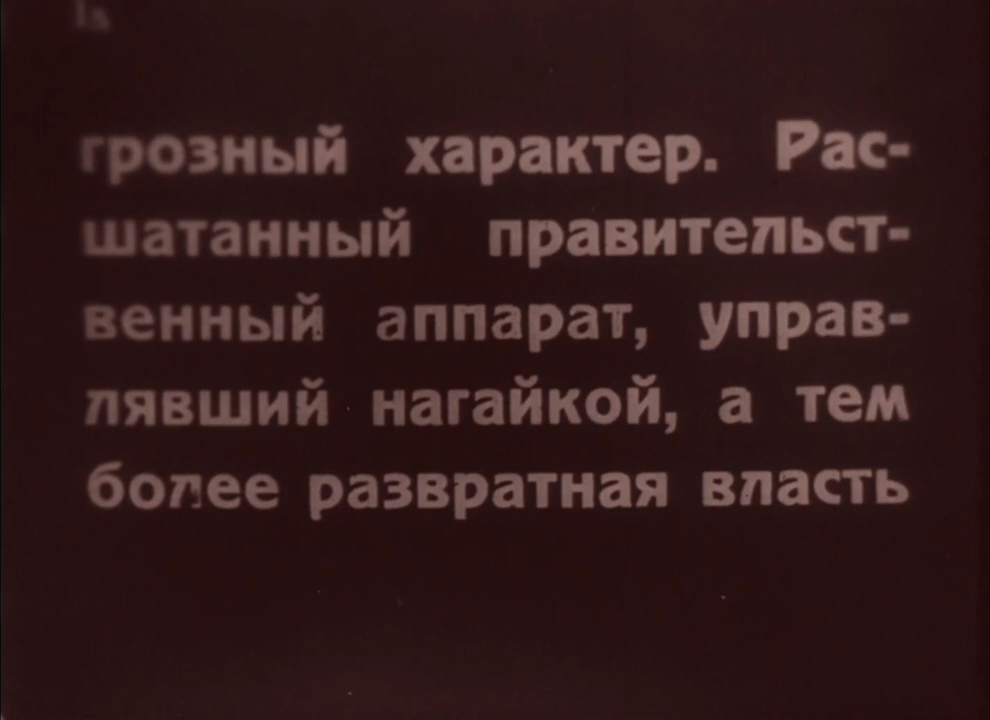 грозный характер. Рас-
шатанный правительст-
венный аппарат, управ-
лявший нагайкой, а тем
более развратная власть